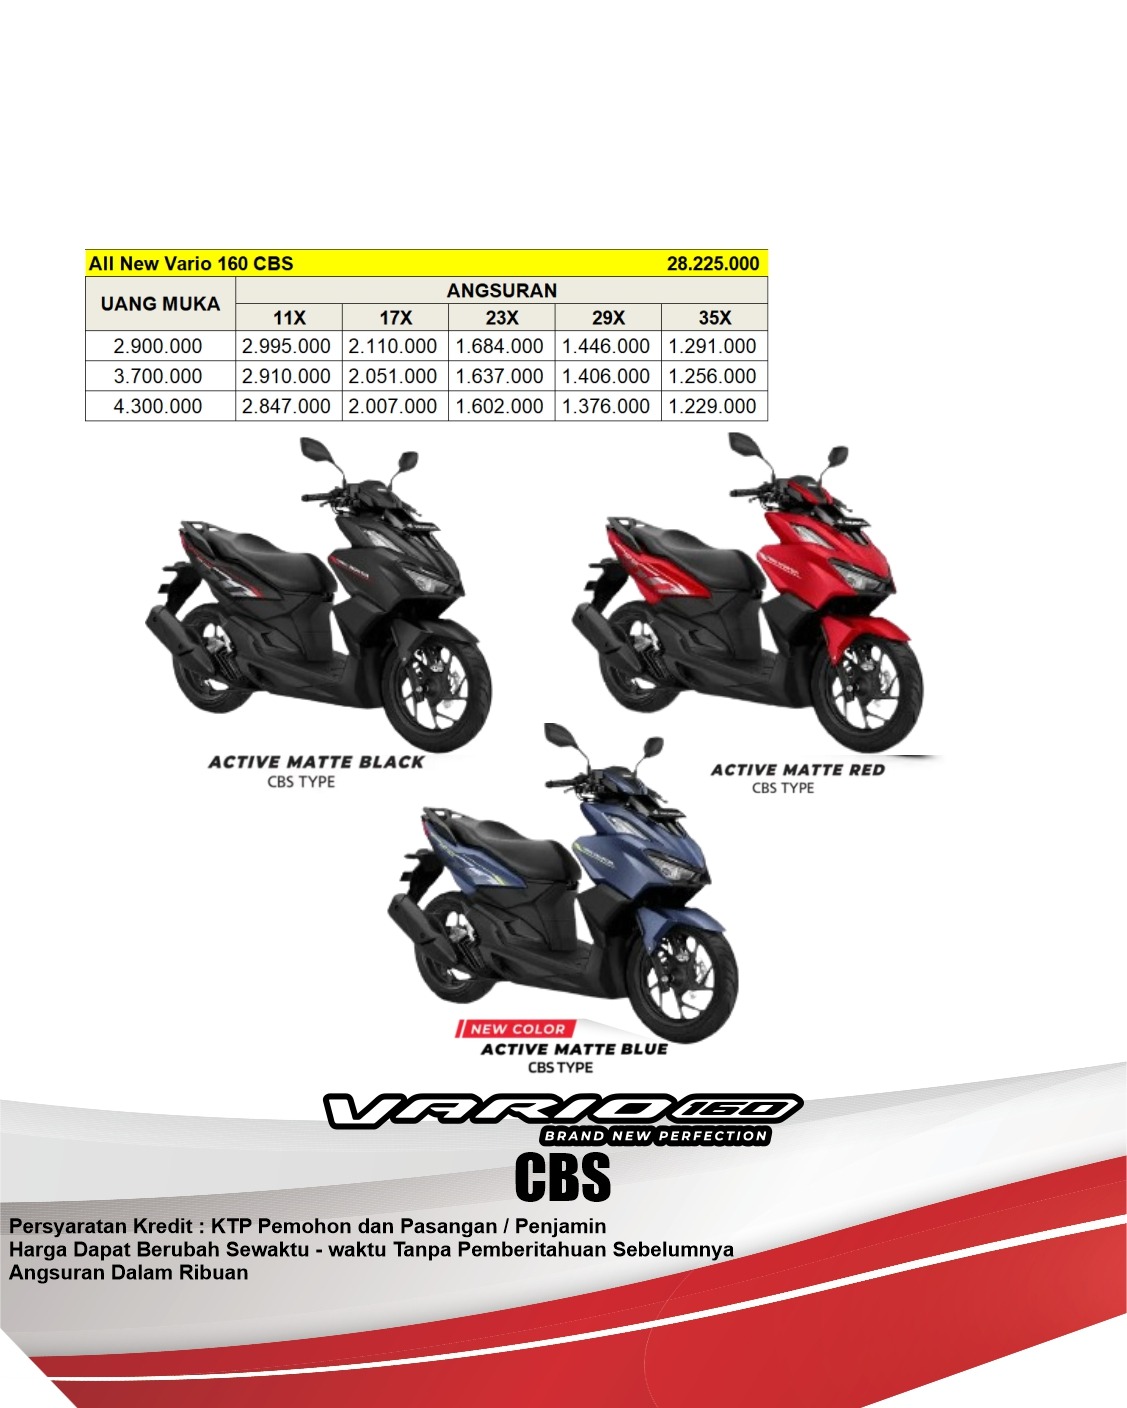 All New Vario 160 CBS 28.225.000
UANG MUKA ANGSURAN
11X 17X 23X 29X 35X
2.900.000 2.995.000 2.110.000 1.684.000 1.446.000 1.291.000
3.700.000 2.910.000 2.051.000 1.637.000 1.406.000 1.256.000
4.300.000 2.847.000 2.007.000 1.602.000 1.376.000 1.229.000
ACTIVE MATTE BLACK
CBS TYPE
ACTIVE MATTE RED
CBS TYPE
NEW COLOR
ACTIVE MATTE BLUE
CBS TYPE
VARIO 160
BRAND NEW PERFECTION
CBS
Persyaratan Kredit : KTP Pemohon dan Pasangan / Penjamin
Harga Dapat Berubah Sewaktu - waktu Tanpa Pemberitahuan Sebelumnya
Angsuran Dalam Ribuan